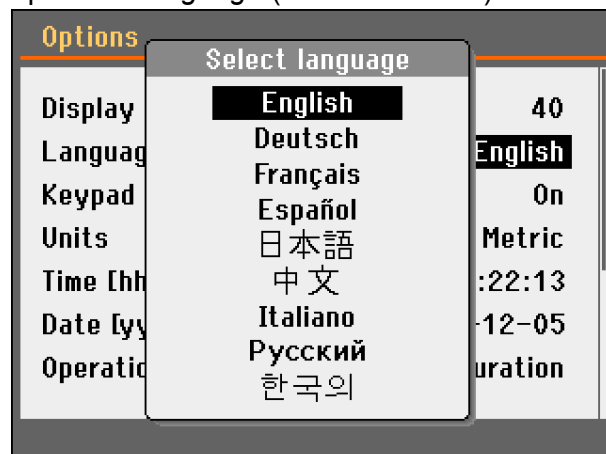 Options
Select language
English
Deutsch
Français
Español
日本語
中文
Italiano
Русский
한국의
Display 40
Languag English
Keypad On
Units Metric
Time [hh :22:13
Date [yy -12-05
Operatio uration